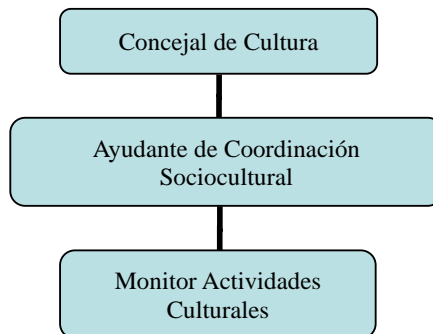 Concejal de Cultura
Ayudante de Coordinación
Sociocultural
Monitor Actividades
Culturales